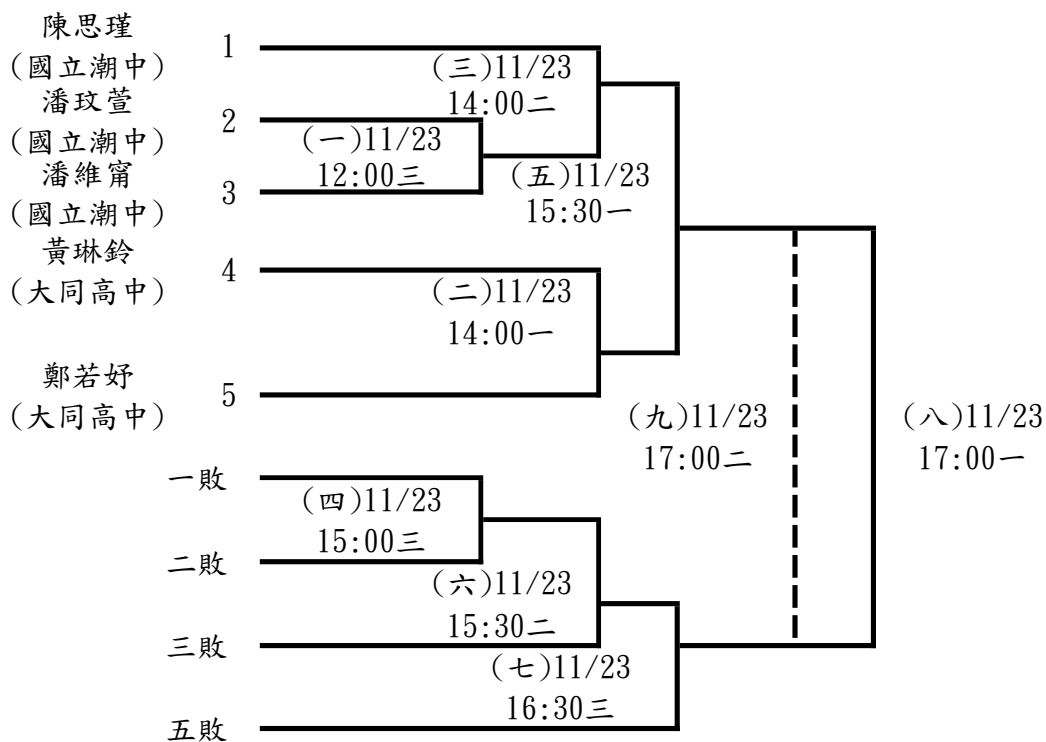 陳思瑾
(國立潮中)
1
(三)11/23
14:00二
潘玟萱
(國立潮中)
2
(一)11/23
12:00三
潘維甯
(國立潮中)
3
(五)11/23
15:30一
黃琳鈴
(大同高中)
4
(二)11/23
14:00一
鄭若妤
(大同高中)
5
(九)11/23
17:00二
(八)11/23
17:00一
一敗
(四)11/23
15:00三
二敗
(六)11/23
15:30二
三敗
(七)11/23
16:30三
五敗